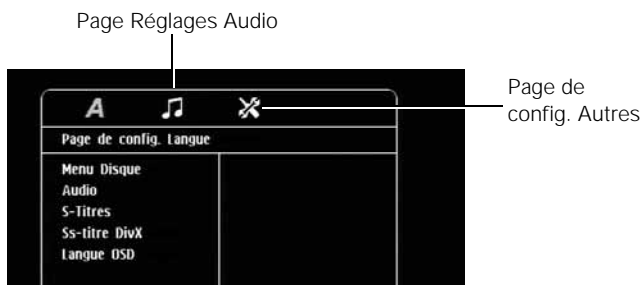 Page Réglages Audio
Page de
config. Autres
A
Page de config. Langue
Menu Disque
Audio
S-Titres
Ss-titre DivX
Langue OSD